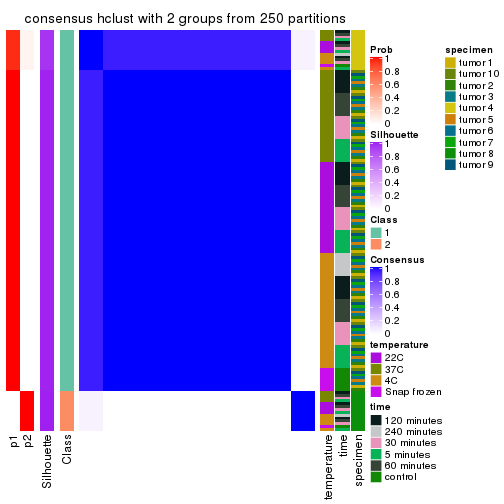 consensus hclust with 2 groups from 250 partitions
Prob
1
0.8
0.6
0.4
0.2
0
Silhouette
1
0.8
0.6
0.4
0.2
0
Class
1
2
Consensus
1
0.8
0.6
0.4
0.2
0
temperature
22C
37C
4C
Snap frozen
time
120 minutes
240 minutes
30 minutes
5 minutes
60 minutes
control
specimen
tumor 1
tumor 10
tumor 2
tumor 3
tumor 4
tumor 5
tumor 6
tumor 7
tumor 8
tumor 9
p1
p2
Silhouette
Class
temperature
time
specimen